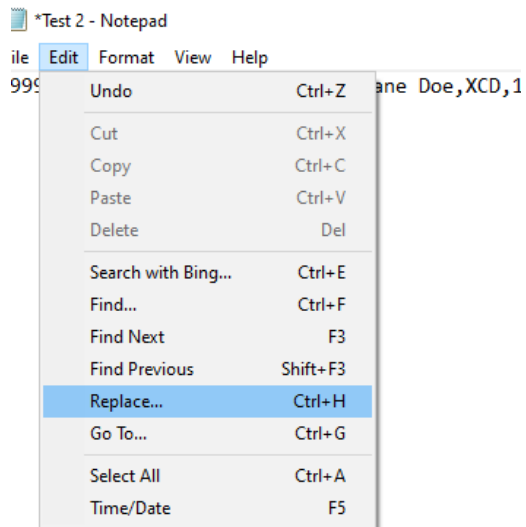 *Test 2 - Notepad
ile Edit Format View Help
999 ane Doe,XCD,1
Undo Ctrl+Z
Cut Ctrl+X
Copy Ctrl+C
Paste Ctrl+V
Delete Del
Search with Bing... Ctrl+E
Find... Ctrl+F
Find Next F3
Find Previous Shift+F3
Replace... Ctrl+H
Go To... Ctrl+G
Select All Ctrl+A
Time/Date F5